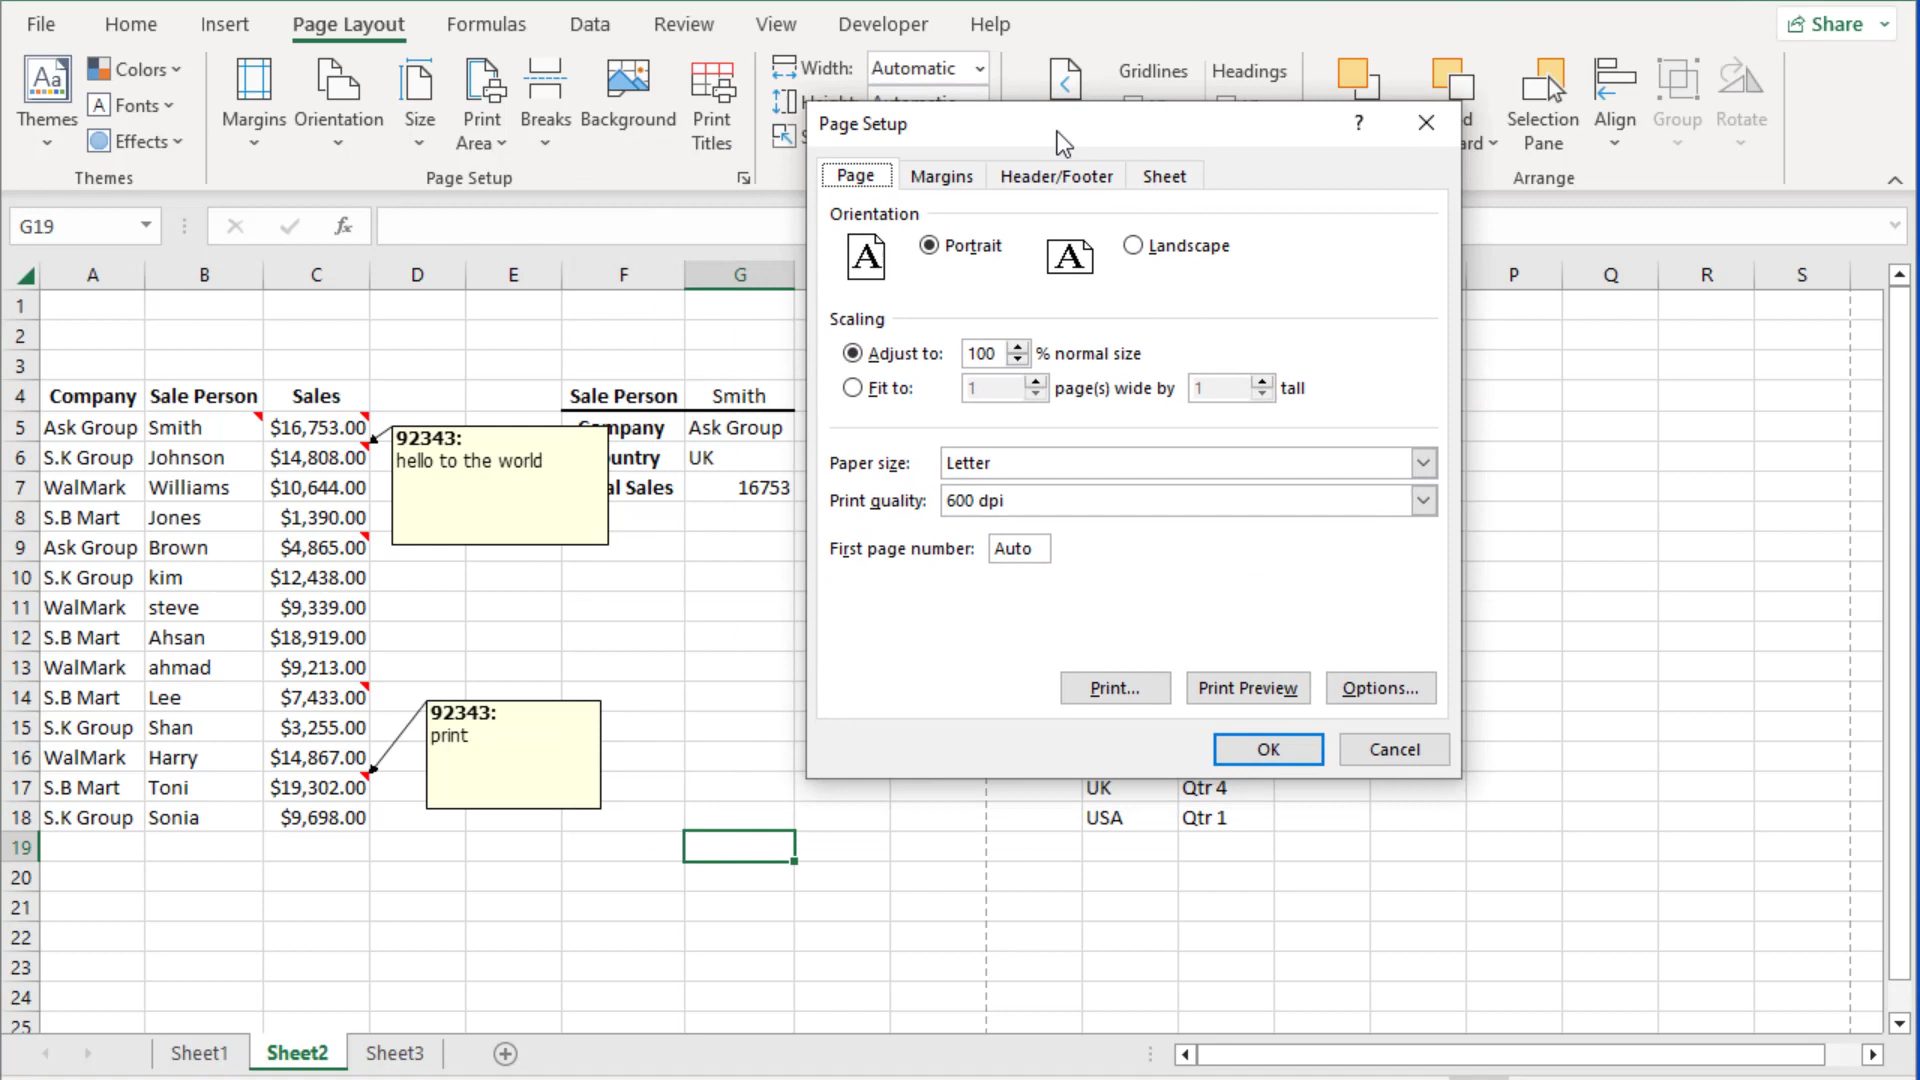 File Home Insert Page Layout Formulas Data Review View Developer Help Share
Aa Colors Fonts Effects Themes
Margins Orientation Size Print Area Breaks Background Print Titles
Width: Automatic
Gridlines Headings
Selection Pane Align Group Rotate
Themes Page Setup Arrange
G19 fx
A B C D E F G P Q R S
1
2
3
4 Company Sale Person Sales Sale Person Smith
5 Ask Group Smith $16,753.00 mpany Ask Group
6 S.K Group Johnson $14,808.00 untry UK
7 WalMark Williams $10,644.00 al Sales 16753
8 S.B Mart Jones $1,390.00
9 Ask Group Brown $4,865.00
10 S.K Group kim $12,438.00
11 WalMark steve $9,339.00
12 S.B Mart Ahsan $18,919.00
13 WalMark ahmad $9,213.00
14 S.B Mart Lee $7,433.00
15 S.K Group Shan $3,255.00
16 WalMark Harry $14,867.00
17 S.B Mart Toni $19,302.00 UK Qtr 4
18 S.K Group Sonia $9,698.00 USA Qtr 1
19
20
21
22
23
24
25
92343:
hello to the world
92343:
print
Page Setup ?
Page Margins Header/Footer Sheet
Orientation
A Portrait A Landscape
Scaling
Adjust to: 100 % normal size
Fit to: 1 page(s) wide by 1 tall
Paper size: Letter
Print quality: 600 dpi
First page number: Auto
Print... Print Preview Options...
OK Cancel
Sheet1 Sheet2 Sheet3